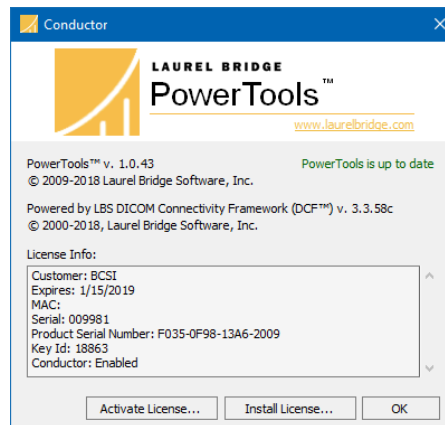 Conductor
LAUREL BRIDGE
PowerTools™
www.laurelbridge.com
PowerTools™ v. 1.0.43
PowerTools is up to date
© 2009-2018 Laurel Bridge Software, Inc.
Powered by LBS DICOM Connectivity Framework (DCF™) v. 3.3.58c
© 2000-2018, Laurel Bridge Software, Inc.
License Info:
Customer: BCSI
Expires: 1/15/2019
MAC:
Serial: 009981
Product Serial Number: F035-0F98-13A6-2009
Key Id: 18863
Conductor: Enabled
Activate License...
Install License...
OK